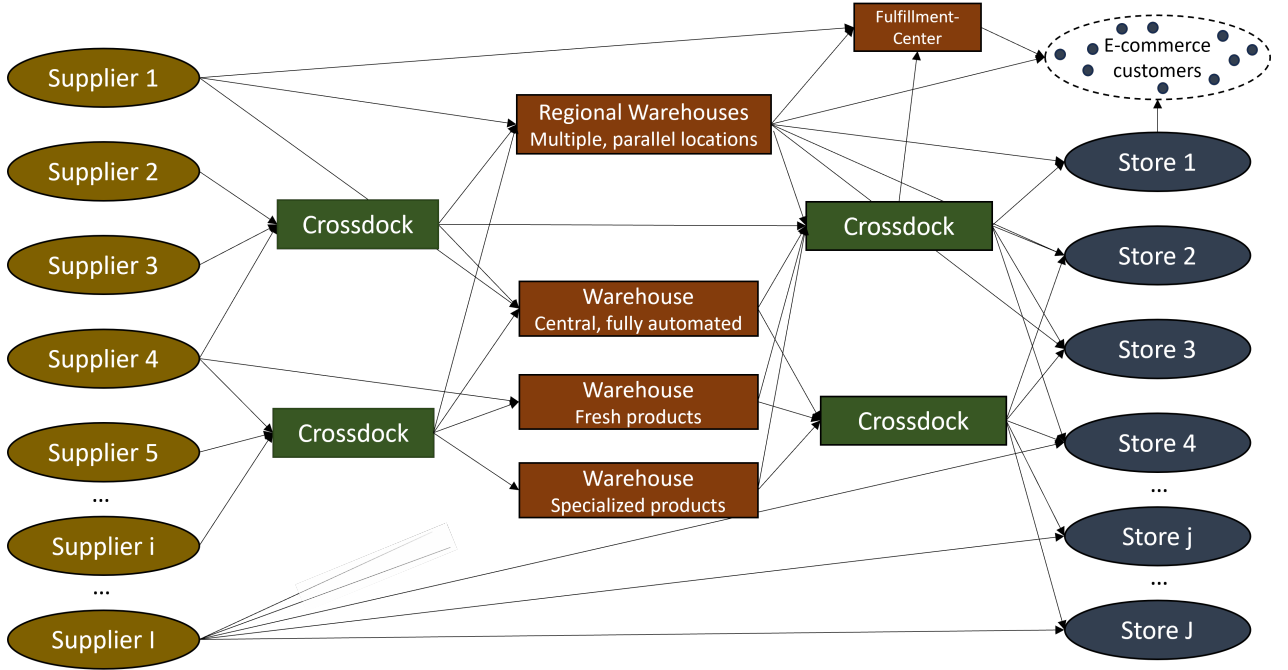 Supplier 1
Supplier 2
Supplier 3
Supplier 4
Supplier 5
...
Supplier i
...
Supplier I
Crossdock
Crossdock
Regional Warehouses
Multiple, parallel locations
Warehouse
Central, fully automated
Warehouse
Fresh products
Warehouse
Specialized products
Fulfillment-
Center
Crossdock
Crossdock
E-commerce
customers
Store 1
Store 2
Store 3
Store 4
...
Store j
...
Store J